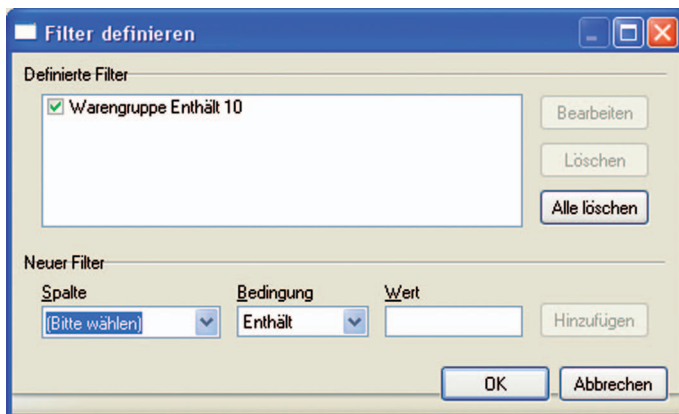 Filter definieren
Definierte Filter
Warengruppe Enthält 10
Bearbeiten
Löschen
Alle löschen
Neuer Filter
Spalte
Bedingung
Wert
(Bitte wählen)
Enthält
Hinzufügen
OK
Abbrechen